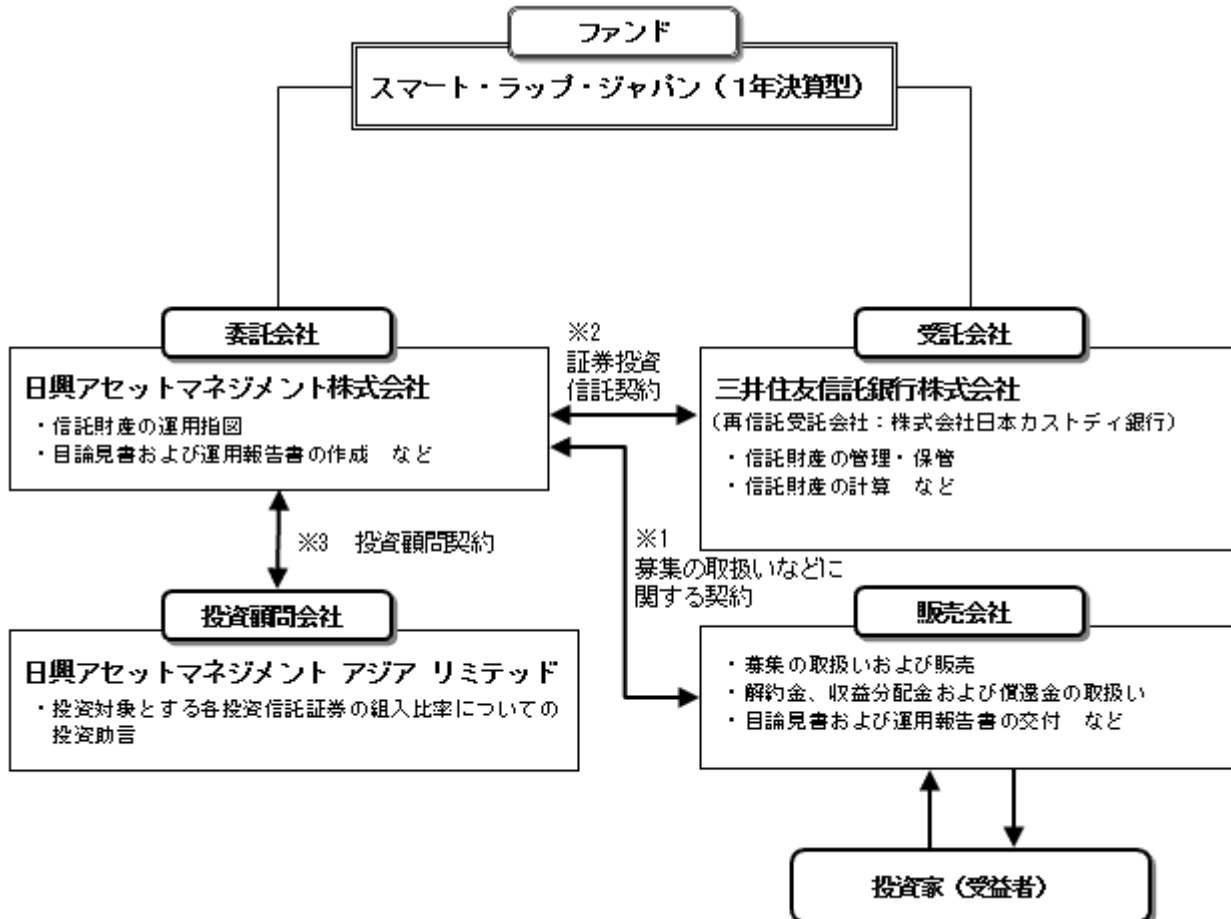 ファンド
スマート・ラップ・ジャパン(1年決算型)
委託会社
日興アセットマネジメント株式会社
・信託財産の運用指図
・目論見書および運用報告書の作成 など
※2
証券投資
信託契約
受託会社
三井住友信託銀行株式会社
(再信託受託会社:株式会社日本カストディ銀行)
・信託財産の管理・保管
・信託財産の計算 など
※3 投資顧問契約
※1
募集の取扱いなどに
関する契約
投資顧問会社
日興アセットマネジメント アジア リミテッド
・投資対象とする各投資信託証券の組入比率についての
投資助言
販売会社
・募集の取扱いおよび販売
・解約金、収益分配金および償還金の取扱い
・目論見書および運用報告書の交付 など
投資家(受益者)